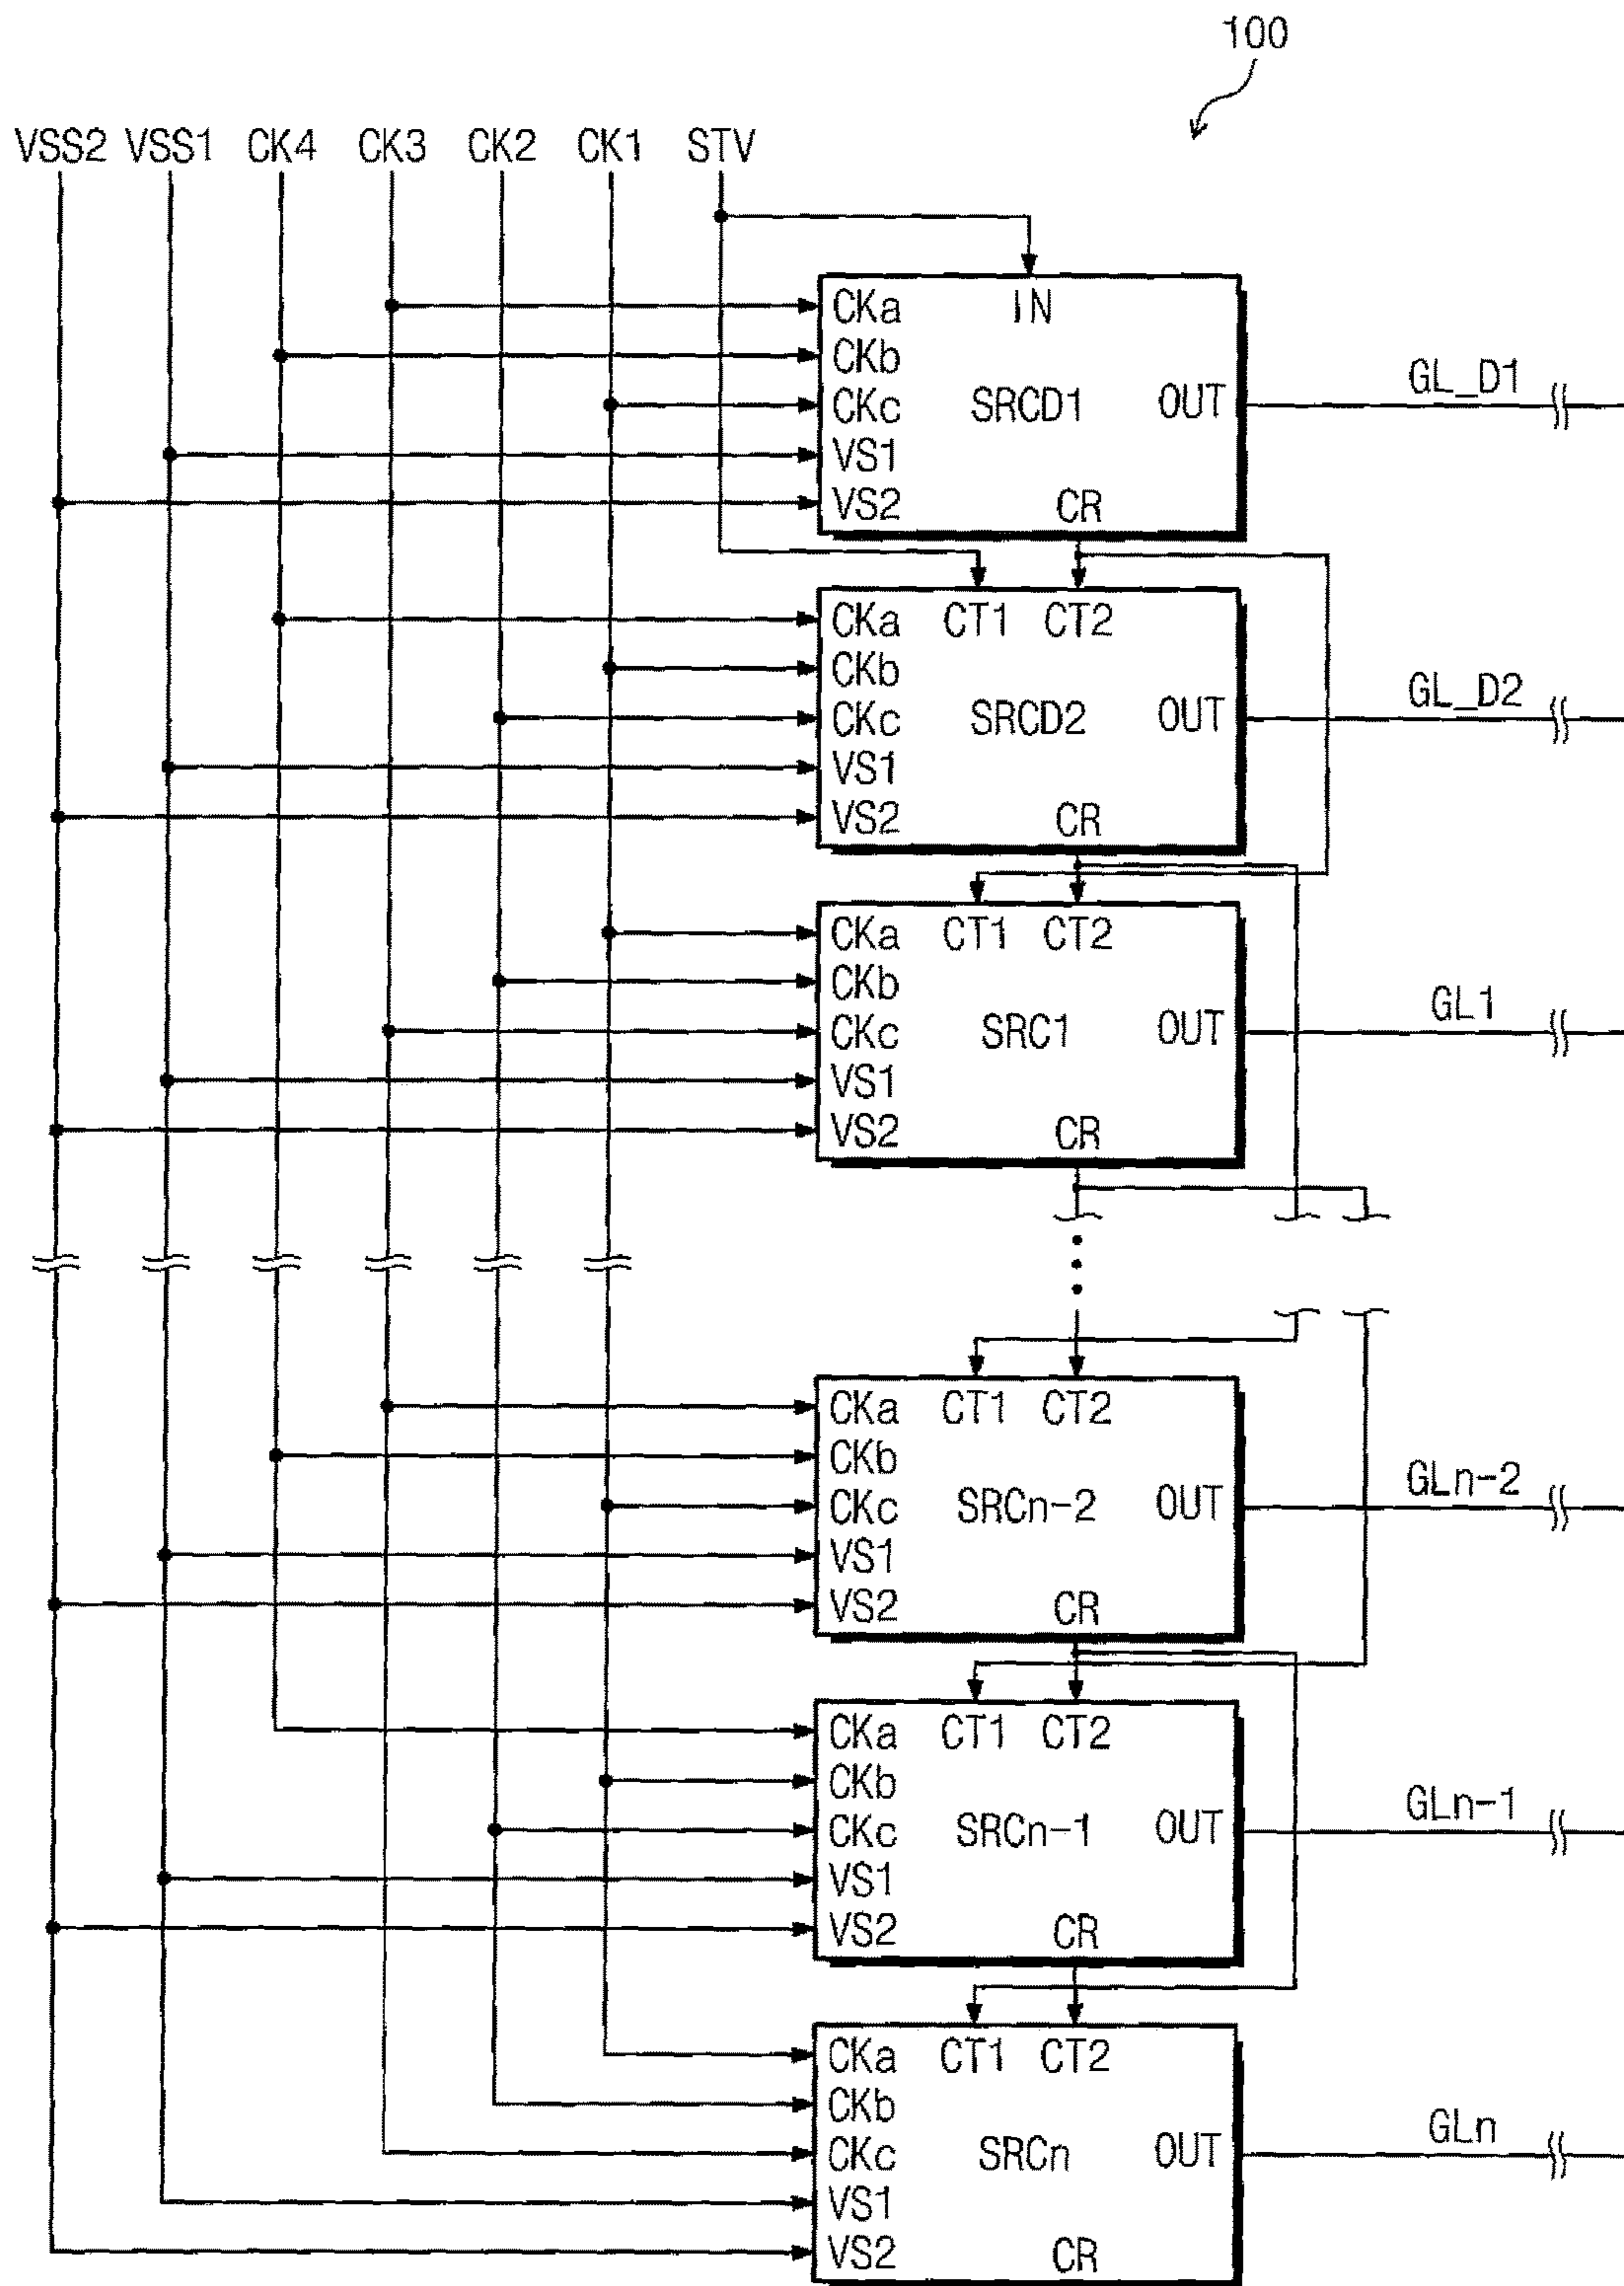 100
VSS2 VSS1 CK4 CK3 CK2 CK1 STV
CKa IN
CKb
CKc SRCD1 OUT GL_D1
VS1
VS2 CR
CKa CT1 CT2
CKb
CKc SRCD2 OUT GL_D2
VS1
VS2 CR
CKa CT1 CT2
CKb
CKc SRC1 OUT GL1
VS1
VS2 CR
CKa CT1 CT2
CKb
CKc SRCn-2 OUT GLn-2
VS1
VS2 CR
CKa CT1 CT2
CKb
CKc SRCn-1 OUT GLn-1
VS1
VS2 CR
CKa CT1 CT2
CKb
CKc SRCn OUT GLn
VS1
VS2 CR